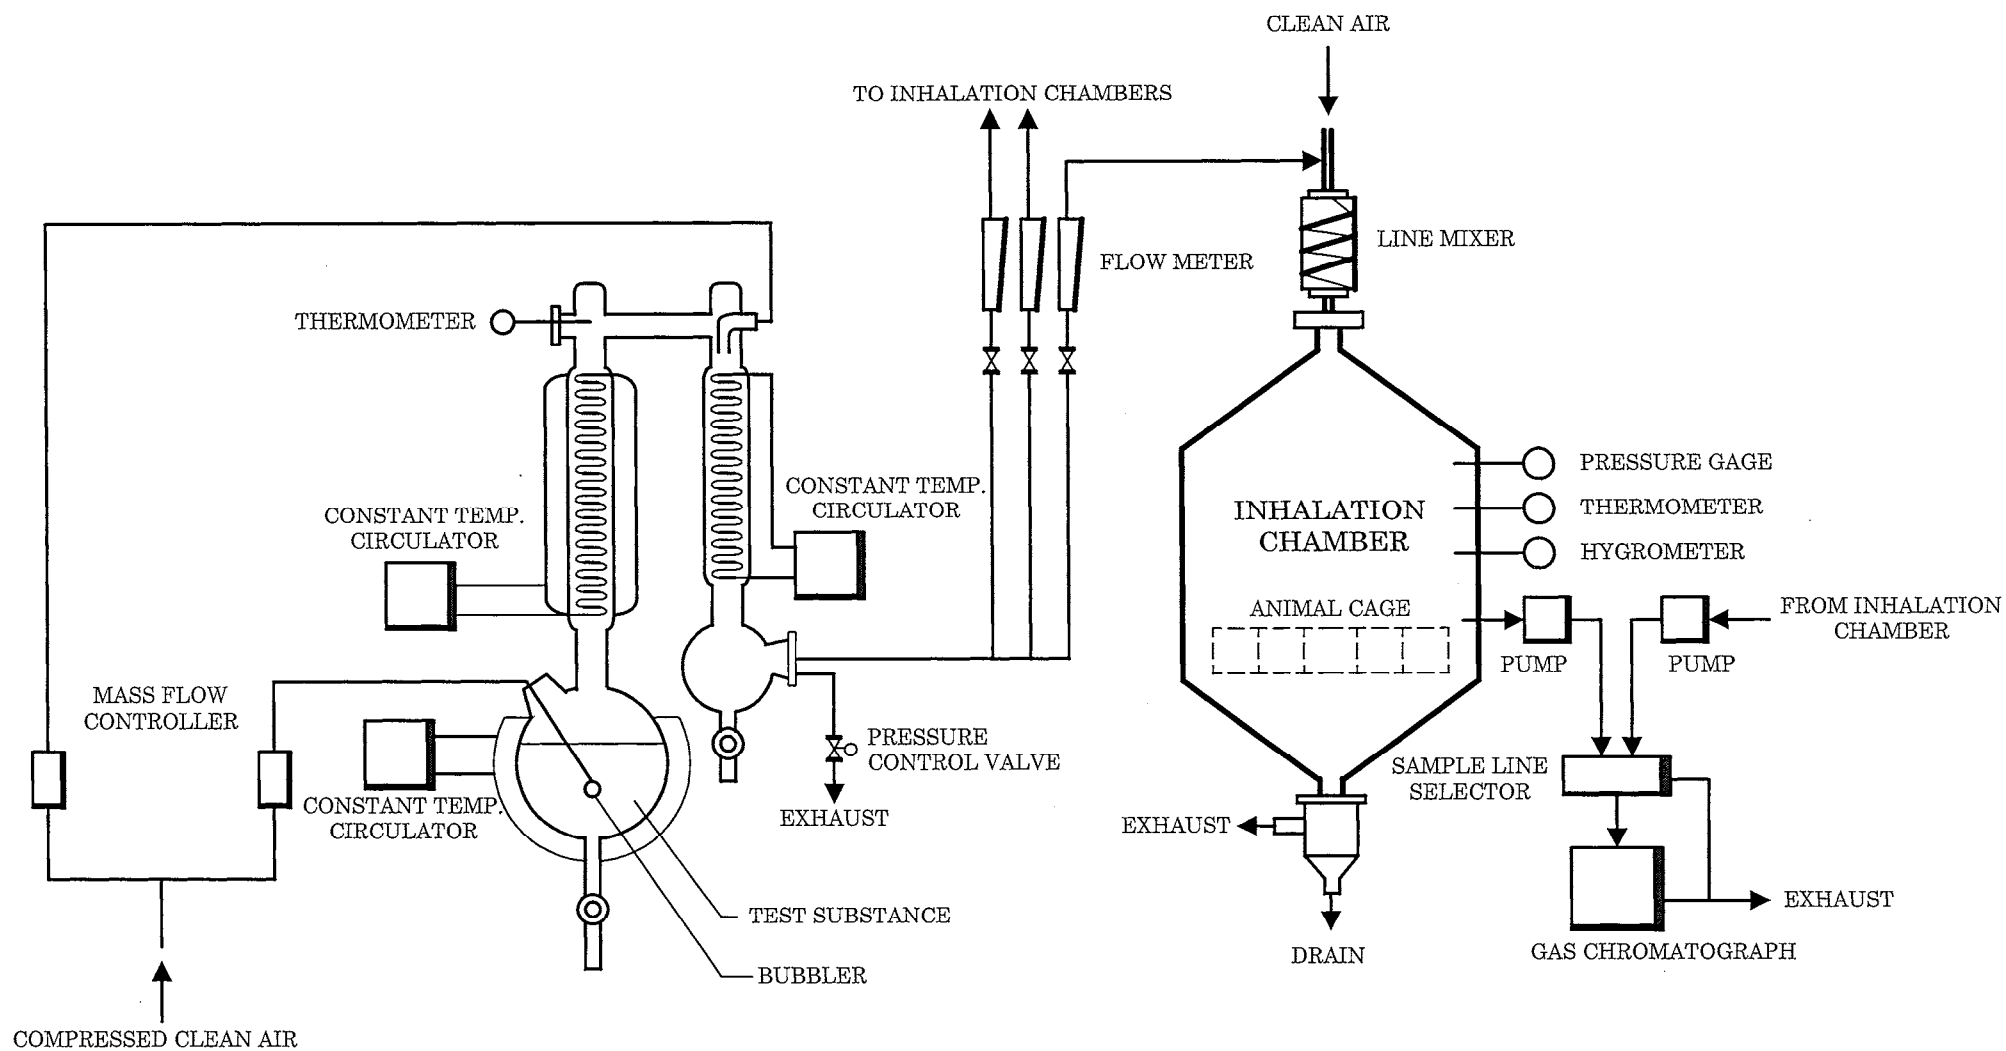 CLEAN AIR
TO INHALATION CHAMBERS
LINE MIXER
FLOW METER
THERMOMETER
PRESSURE GAGE
CONSTANT TEMP.
CIRCULATOR
THERMOMETER
INHALATION
CHAMBER
CONSTANT TEMP.
CIRCULATOR
HYGROMETER
ANIMAL CAGE
FROM INHALATION
CHAMBER
PUMP
PUMP
MASS FLOW
CONTROLLER
PRESSURE
CONTROL VALVE
SAMPLE LINE
SELECTOR
CONSTANT TEMP.
CIRCULATOR
EXHAUST
EXHAUST
EXHAUST
TEST SUBSTANCE
DRAIN
GAS CHROMATOGRAPH
BUBBLER
COMPRESSED CLEAN AIR